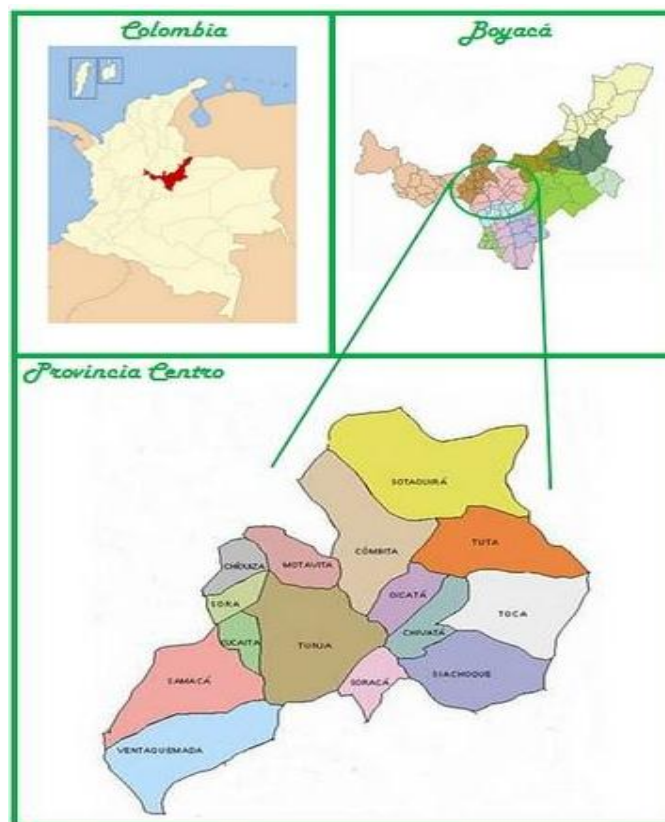 Colombia
Boyacá
Provincia Centro
SOTAQUIRÁ
CÓMBITA
TUTA
CHÍQUIZA
MOTAVITA
OICATÁ
SORA
TOCA
CUCAITA
TUNJA
CHIVATÁ
SAMACÁ
SORACÁ
SIACHOQUE
VENTAQUEMADA